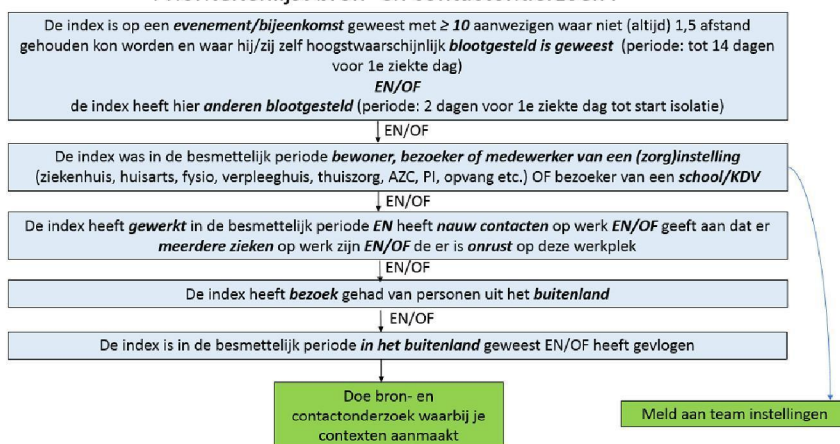 De index is op een evenement/bijeenkomst geweest met ≥ 10 aanwezigen waar niet (altijd) 1,5 afstand
gehouden kon worden en waar hij/zij zelf hoogstwaarschijnlijk blootgesteld is geweest (periode: tot 14 dagen
voor 1e ziekte dag)
EN/OF
de index heeft hier anderen blootgesteld (periode: 2 dagen voor 1e ziekte dag tot start isolatie)
EN/OF
De index was in de besmettelijk periode bewoner, bezoeker of medewerker van een (zorg)instelling
(ziekenhuis, huisarts, fysio, verpleeghuis, thuiszorg, AZC, PI, opvang etc.) OF bezoeker van een school/KDV
EN/OF
De index heeft gewerkt in de besmettelijk periode EN heeft nauw contacten op werk EN/OF geeft aan dat er
meerdere zieken op werk zijn EN/OF de er is onrust op deze werkplek
EN/OF
De index heeft bezoek gehad van personen uit het buitenland
EN/OF
De index is in de besmettelijk periode in het buitenland geweest EN/OF heeft gevlogen
Doe bron- en
contactonderzoek waarbij je
contexten aanmaakt
Meld aan team instellingen